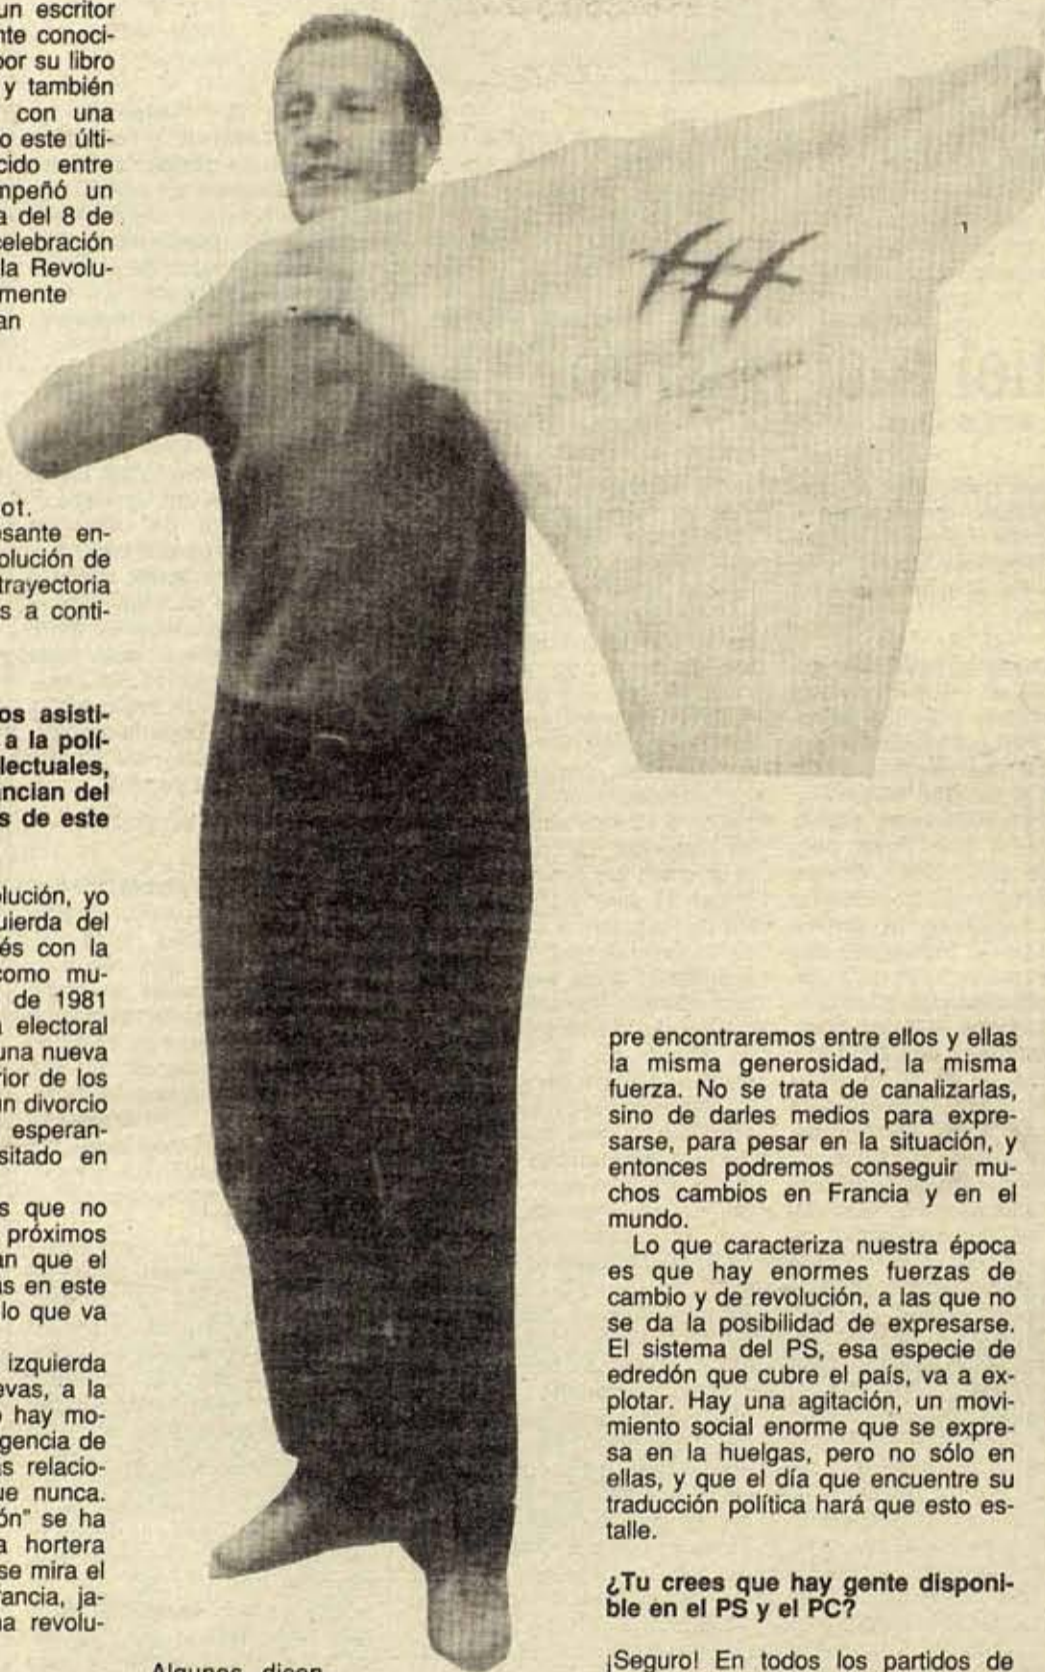 un escritor
nte conoci-
por su libro
y también
con una
o este últi-
cido entre
mpeñó un
a del 8 de
celebración
la Revolu-
mente
an
ot.
esante en-
olución de
trayectoria
s a conti-
os asisti-
a la polí-
lectuales,
ancian del
s de este
olución, yo
uierda del
és con la
como mu-
de 1981
a electoral
una nueva
rior de los
un divorcio
esperan-
sitado en
s que no
próximos
an que el
as en este
lo que va
izquierda
evas, a la
o hay mo-
gencia de
as relacio-
ue nunca.
ón" se ha
a hortera
se mira el
rancia, ja-
na revolu-
Algunos dicen
pre encontraremos entre ellos y ellas
la misma generosidad, la misma
fuerza. No se trata de canalizarlas,
sino de darles medios para expre-
sarse, para pesar en la situación, y
entonces podremos conseguir mu-
chos cambios en Francia y en el
mundo.
Lo que caracteriza nuestra época
es que hay enormes fuerzas de
cambio y de revolución, a las que no
se da la posibilidad de expresarse.
El sistema del PS, esa especie de
edredón que cubre el país, va a ex-
plotar. Hay una agitación, un movi-
miento social enorme que se expre-
sa en la huelgas, pero no sólo en
ellas, y que el día que encuentre su
traducción política hará que esto es-
talle.
¿Tu crees que hay gente disponi-
ble en el PS y el PC?
¡Seguro! En todos los partidos de